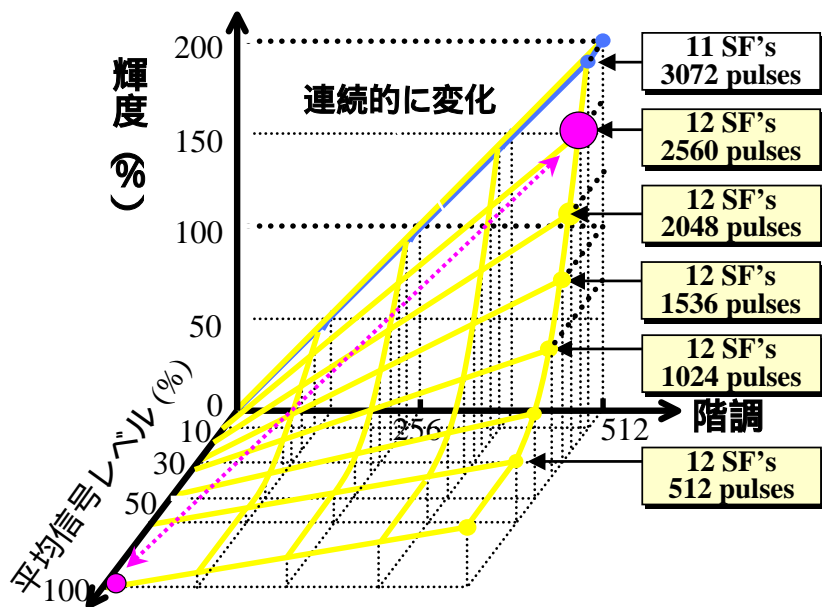 輝度 (%)
200
150
100
50
0
連続的に変化
11 SF's
3072 pulses
12 SF's
2560 pulses
12 SF's
2048 pulses
12 SF's
1536 pulses
12 SF's
1024 pulses
12 SF's
512 pulses
256
512
階調
10
30
50
100
平均信号レベル (%)